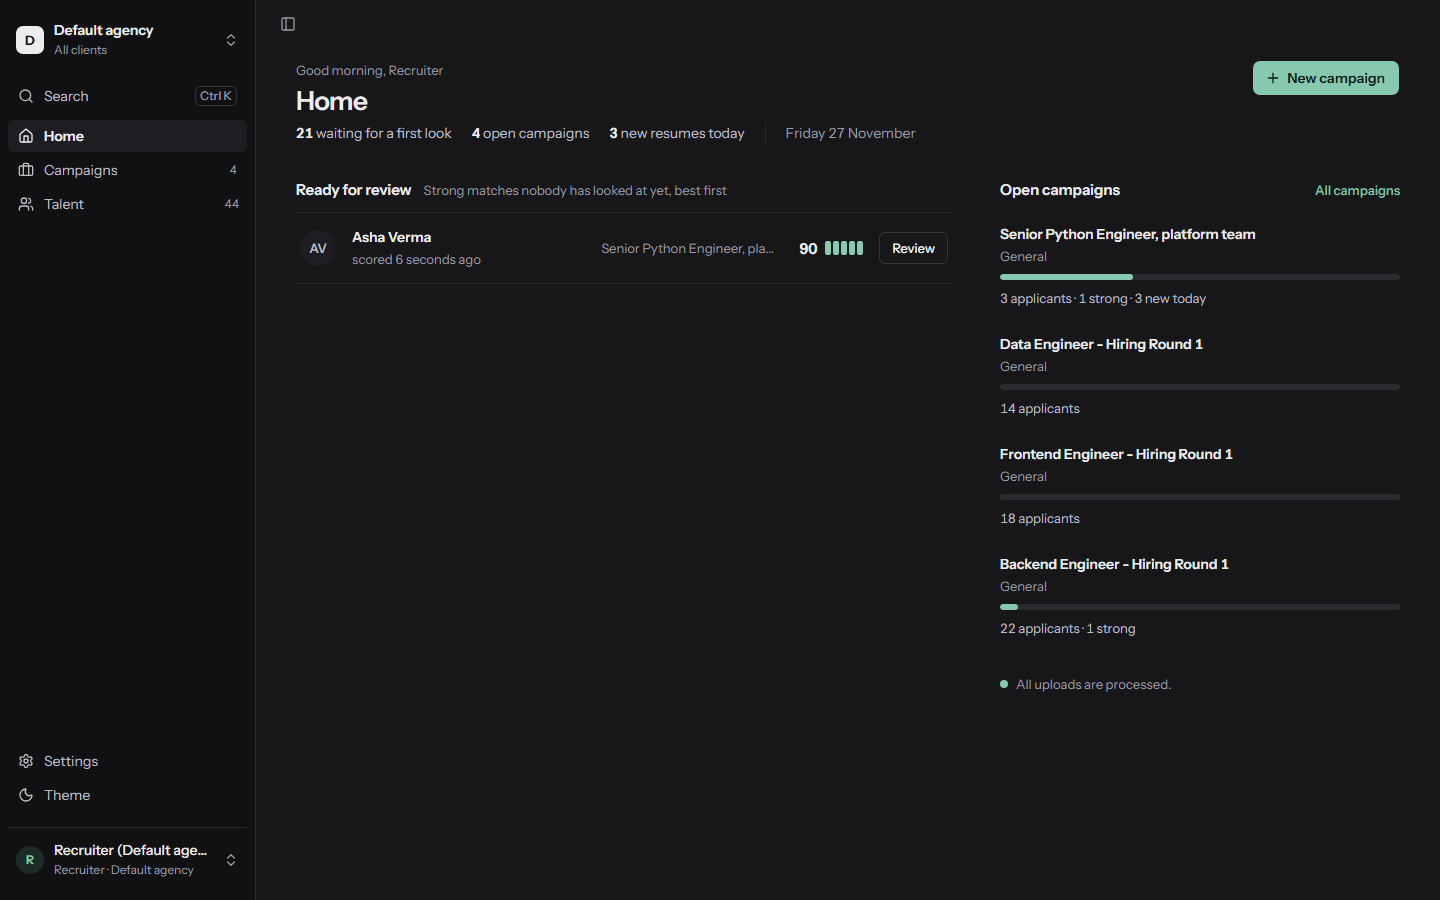 D
Default agency
All clients
Search
Ctrl K
Home
Campaigns
4
Talent
44
Settings
Theme
R
Recruiter (Default age...
Recruiter · Default agency
Good morning, Recruiter
Home
21 waiting for a first look
4 open campaigns
3 new resumes today
Friday 27 November
+ New campaign
Ready for review
Strong matches nobody has looked at yet, best first
AV
Asha Verma
scored 6 seconds ago
Senior Python Engineer, pla...
90
Review
Open campaigns
All campaigns
Senior Python Engineer, platform team
General
3 applicants · 1 strong · 3 new today
Data Engineer - Hiring Round 1
General
14 applicants
Frontend Engineer - Hiring Round 1
General
18 applicants
Backend Engineer - Hiring Round 1
General
22 applicants · 1 strong
All uploads are processed.